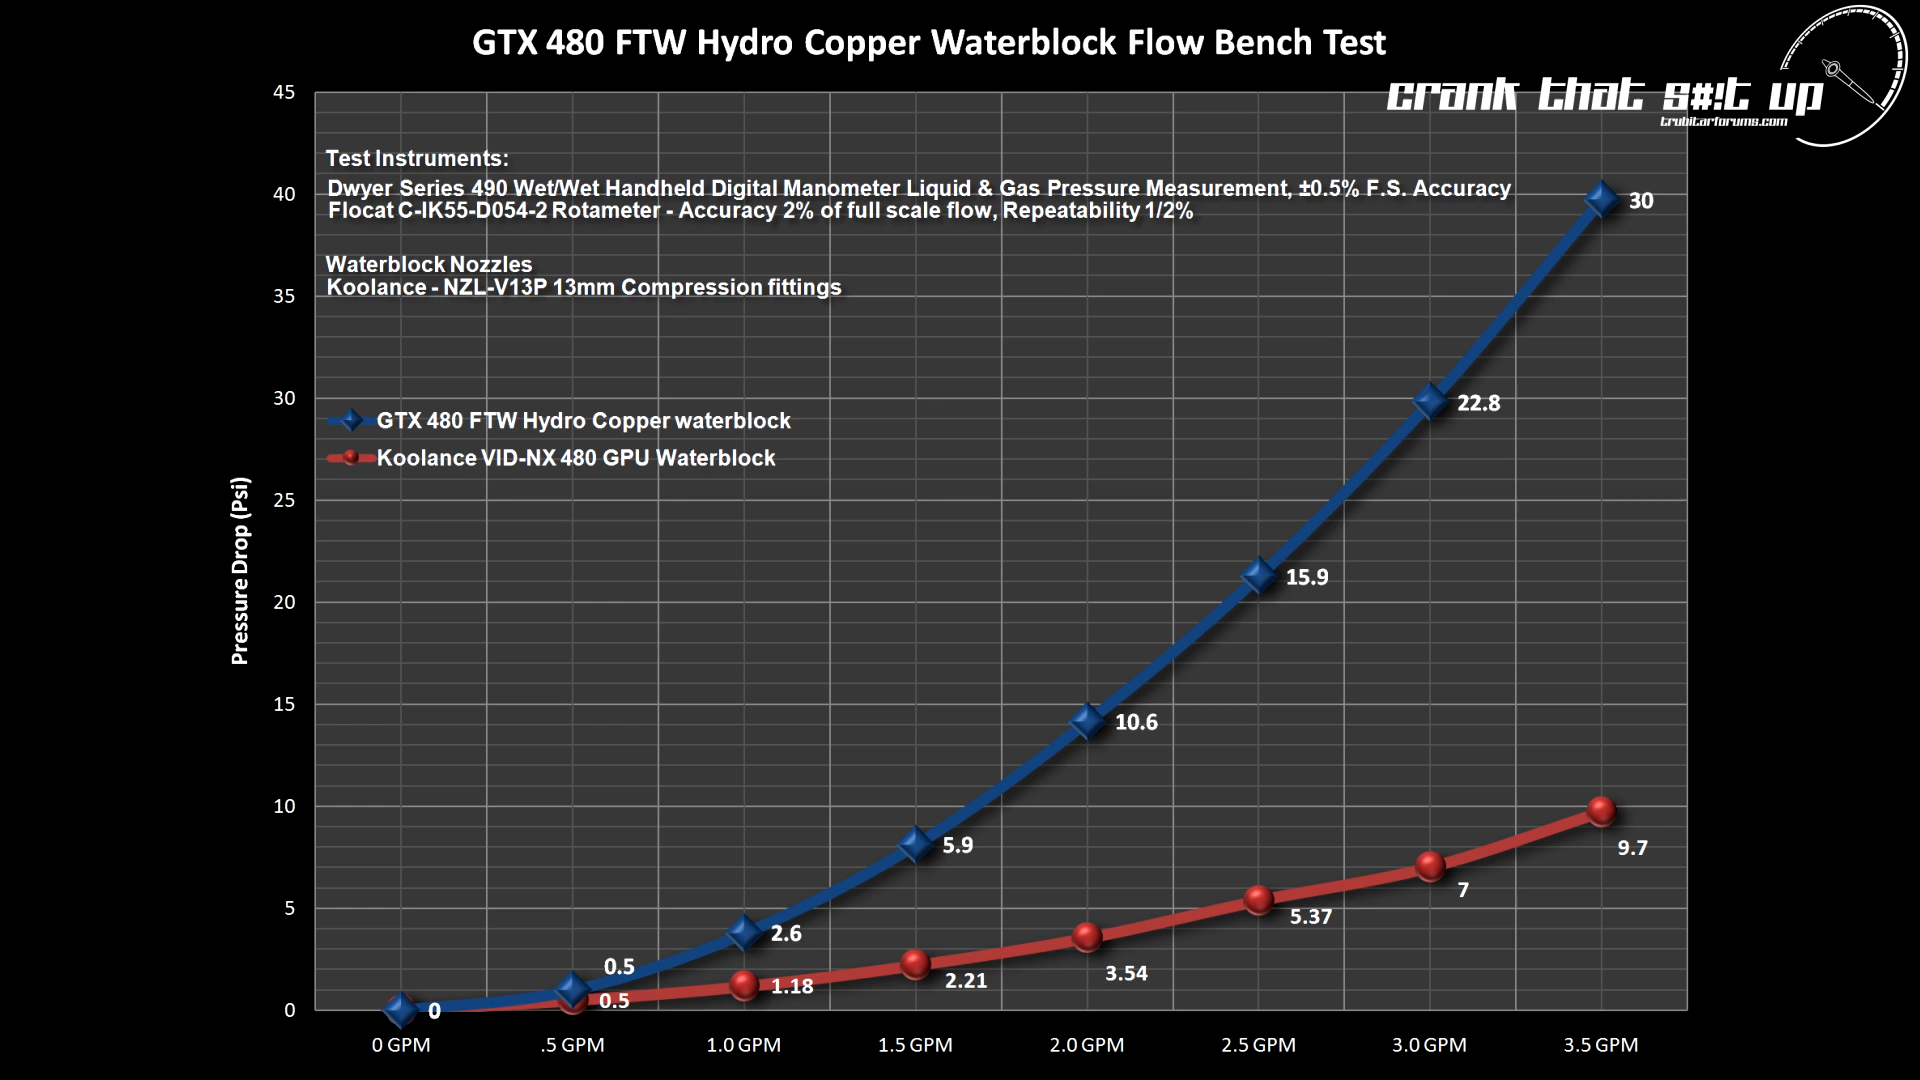 GTX 480 FTW Hydro Copper Waterblock Flow Bench Test
crank that s#!t up
trubitarforums.com
Test Instruments:
Dwyer Series 490 Wet/Wet Handheld Digital Manometer Liquid & Gas Pressure Measurement, ±0.5% F.S. Accuracy
Flocat C-IK55-D054-2 Rotameter - Accuracy 2% of full scale flow, Repeatability 1/2%
Waterblock Nozzles
Koolance - NZL-V13P 13mm Compression fittings
GTX 480 FTW Hydro Copper waterblock
Koolance VID-NX 480 GPU Waterblock
Pressure Drop (Psi)
45
40
35
30
25
20
15
10
5
0
30
22.8
15.9
10.6
5.9
2.6
0.5
0
0.5
1.18
2.21
3.54
5.37
7
9.7
0 GPM .5 GPM 1.0 GPM 1.5 GPM 2.0 GPM 2.5 GPM 3.0 GPM 3.5 GPM